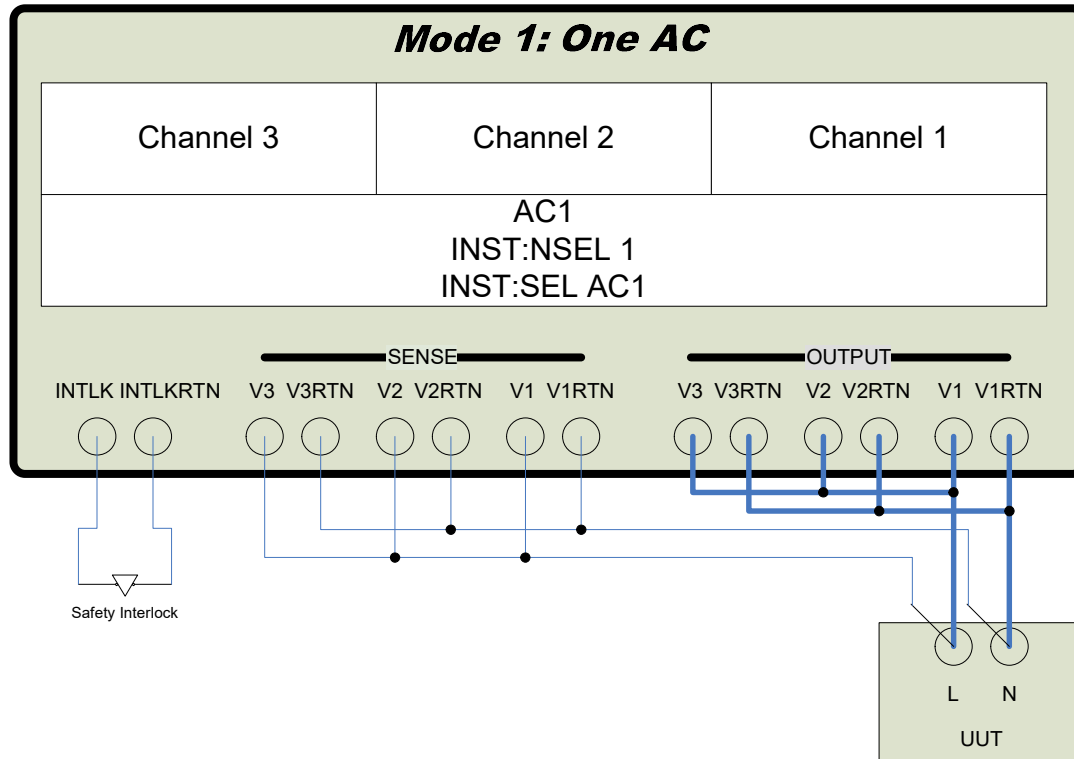 Mode 1: One AC
Channel 3 Channel 2 Channel 1
AC1
INST:NSEL 1
INST:SEL AC1
SENSE OUTPUT
INTLK INTLKRTN V3 V3RTN V2 V2RTN V1 V1RTN V3 V3RTN V2 V2RTN V1 V1RTN
Safety Interlock
L N
UUT